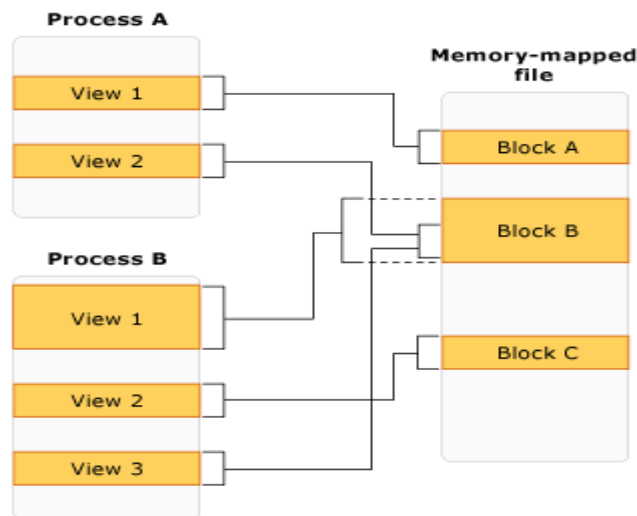 Process A
View 1
View 2
Process B
View 1
View 2
View 3
Memory-mapped
file
Block A
Block B
Block C